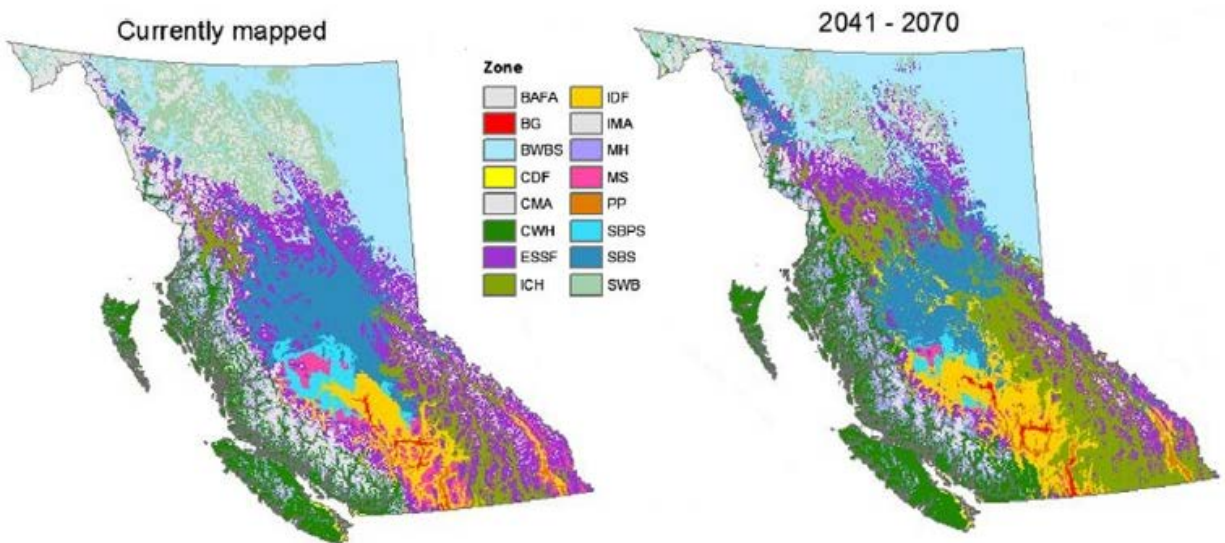 Currently mapped
2041 - 2070
Zone
BAFA IDF
BG IMA
BWBS MH
CDF MS
CMA PP
CWH SBPS
ESSF SBS
ICH SWB